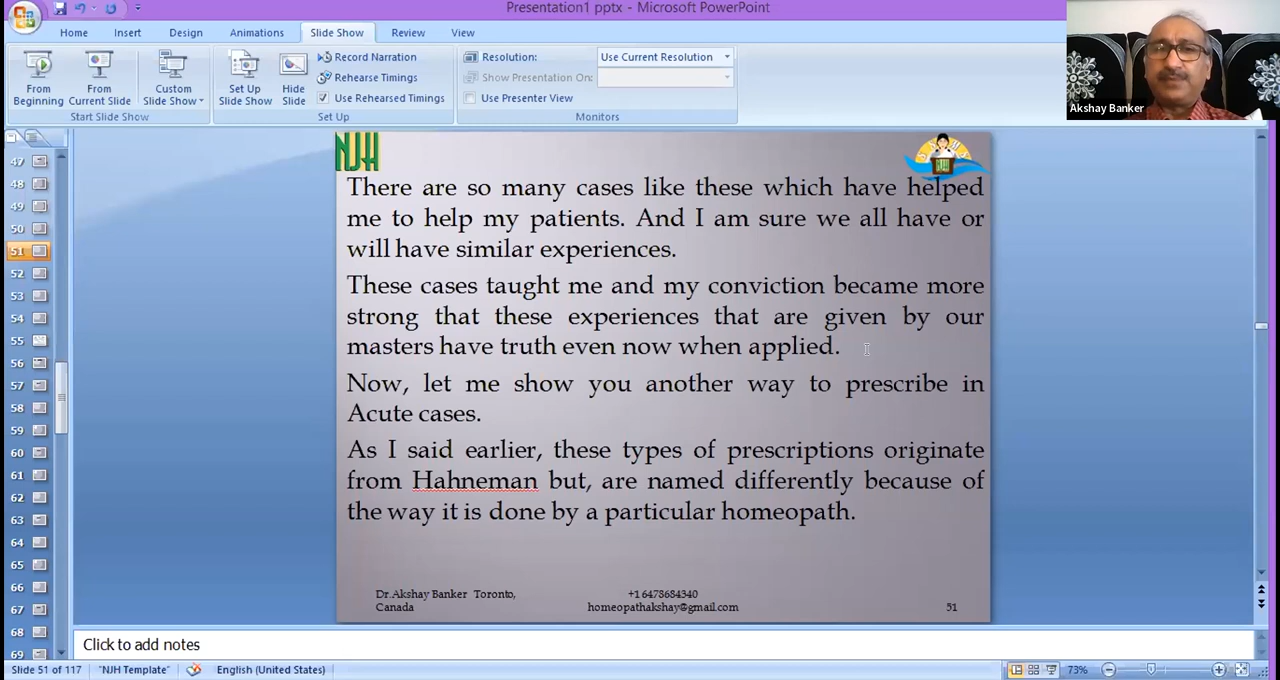 Presentation1 pptx - Microsoft PowerPoint
Home Insert Design Animations Slide Show Review View
Record Narration
Rehearse Timings
Use Rehearsed Timings
From Beginning
From Current Slide
Custom Slide Show
Set Up Slide Show
Hide Slide
Resolution: Use Current Resolution
Show Presentation On:
Use Presenter View
Start Slide Show Set Up Monitors
Akshay Banker
47
48
49
50
51
52
53
54
55
56
57
58
59
60
61
62
63
64
65
66
67
68
69
NJH
There are so many cases like these which have helped
me to help my patients. And I am sure we all have or
will have similar experiences.
These cases taught me and my conviction became more
strong that these experiences that are given by our
masters have truth even now when applied.
Now, let me show you another way to prescribe in
Acute cases.
As I said earlier, these types of prescriptions originate
from Hahneman but, are named differently because of
the way it is done by a particular homeopath.
Dr.Akshay Banker Toronto,
Canada
+1 6478684340
homeopathakshay@gmail.com
51
Click to add notes
Slide 51 of 117 "NJH Template" English (United States) 73%